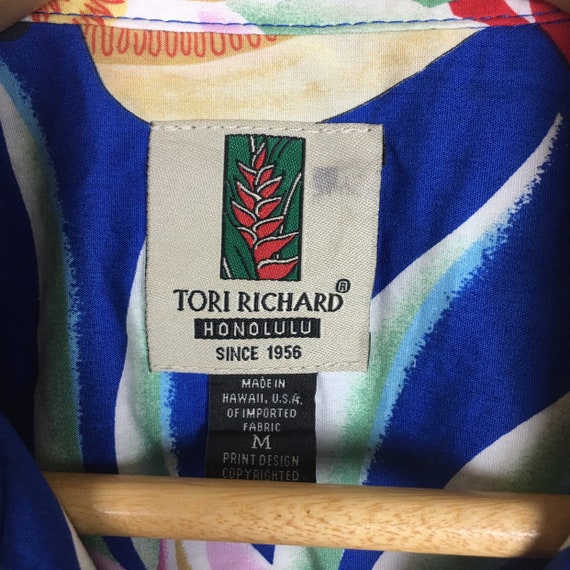 TORI RICHARD®
HONOLULU
SINCE 1956
MADE IN
HAWAII, U.S.A.
OF IMPORTED
FABRIC
M
PRINT DESIGN
COPYRIGHTED